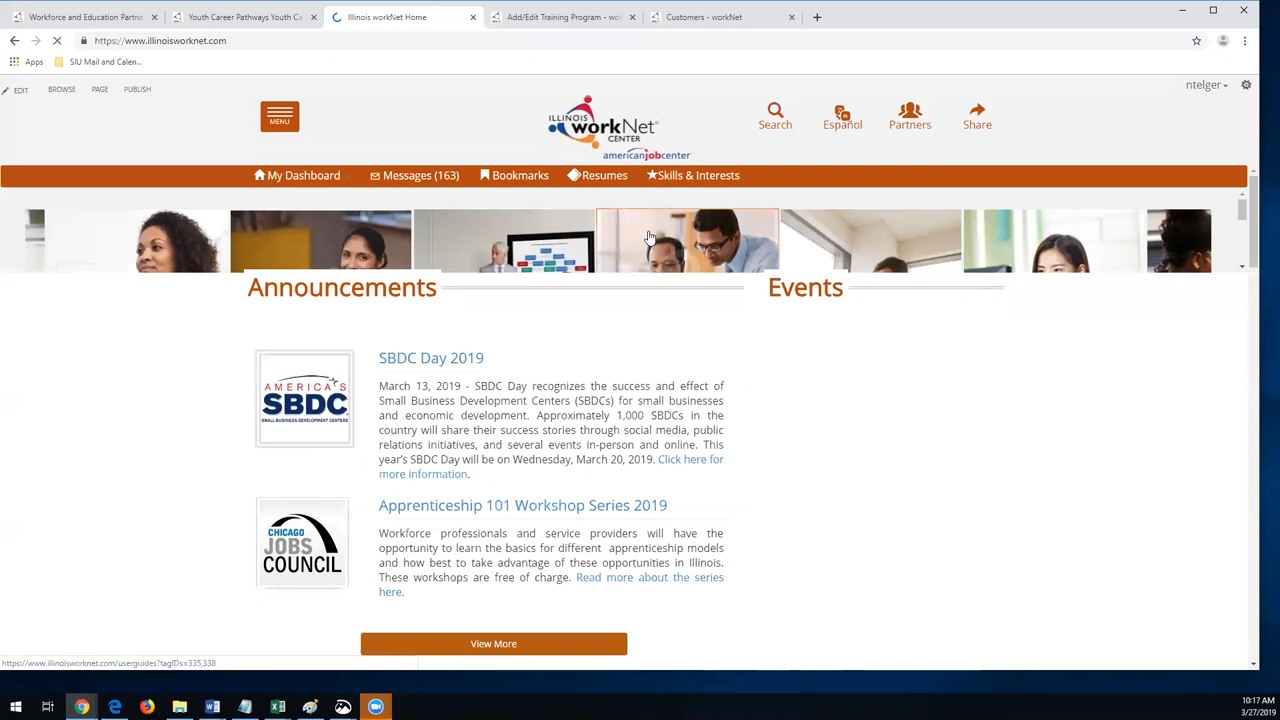 Workforce and Education Partne
Youth Career Pathways Youth Ca
Illinois workNet Home
Add/Edit Training Program - wor
Customers - workNet
https://www.illinoisworknet.com
Apps
SIU Mail and Calen...
EDIT
BROWSE
PAGE
PUBLISH
ntelger
MENU
ILLINOIS
workNet
CENTER
americanjobcenter
Search
Español
Partners
Share
My Dashboard
Messages (163)
Bookmarks
Resumes
Skills & Interests
Announcements
Events
AMERICA'S
SBDC
SMALL BUSINESS DEVELOPMENT CENTERS
SBDC Day 2019
March 13, 2019 - SBDC Day recognizes the success and effect of
Small Business Development Centers (SBDCs) for small businesses
and economic development. Approximately 1,000 SBDCs in the
country will share their success stories through social media, public
relations initiatives, and several events in-person and online. This
year's SBDC Day will be on Wednesday, March 20, 2019. Click here for
more information.
CHICAGO
JOBS
COUNCIL
Apprenticeship 101 Workshop Series 2019
Workforce professionals and service providers will have the
opportunity to learn the basics for different apprenticeship models
and how best to take advantage of these opportunities in Illinois.
These workshops are free of charge. Read more about the series
here.
View More
https://www.illinoisworknet.com/userguides?tagIDs=335,338
10:17 AM
3/27/2019